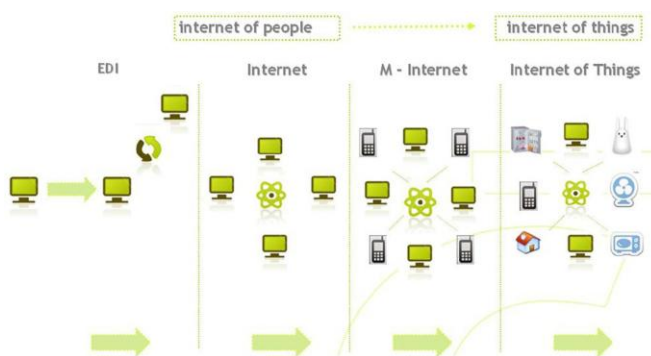 internet of people
internet of things
EDI
Internet
M - Internet
Internet of Things